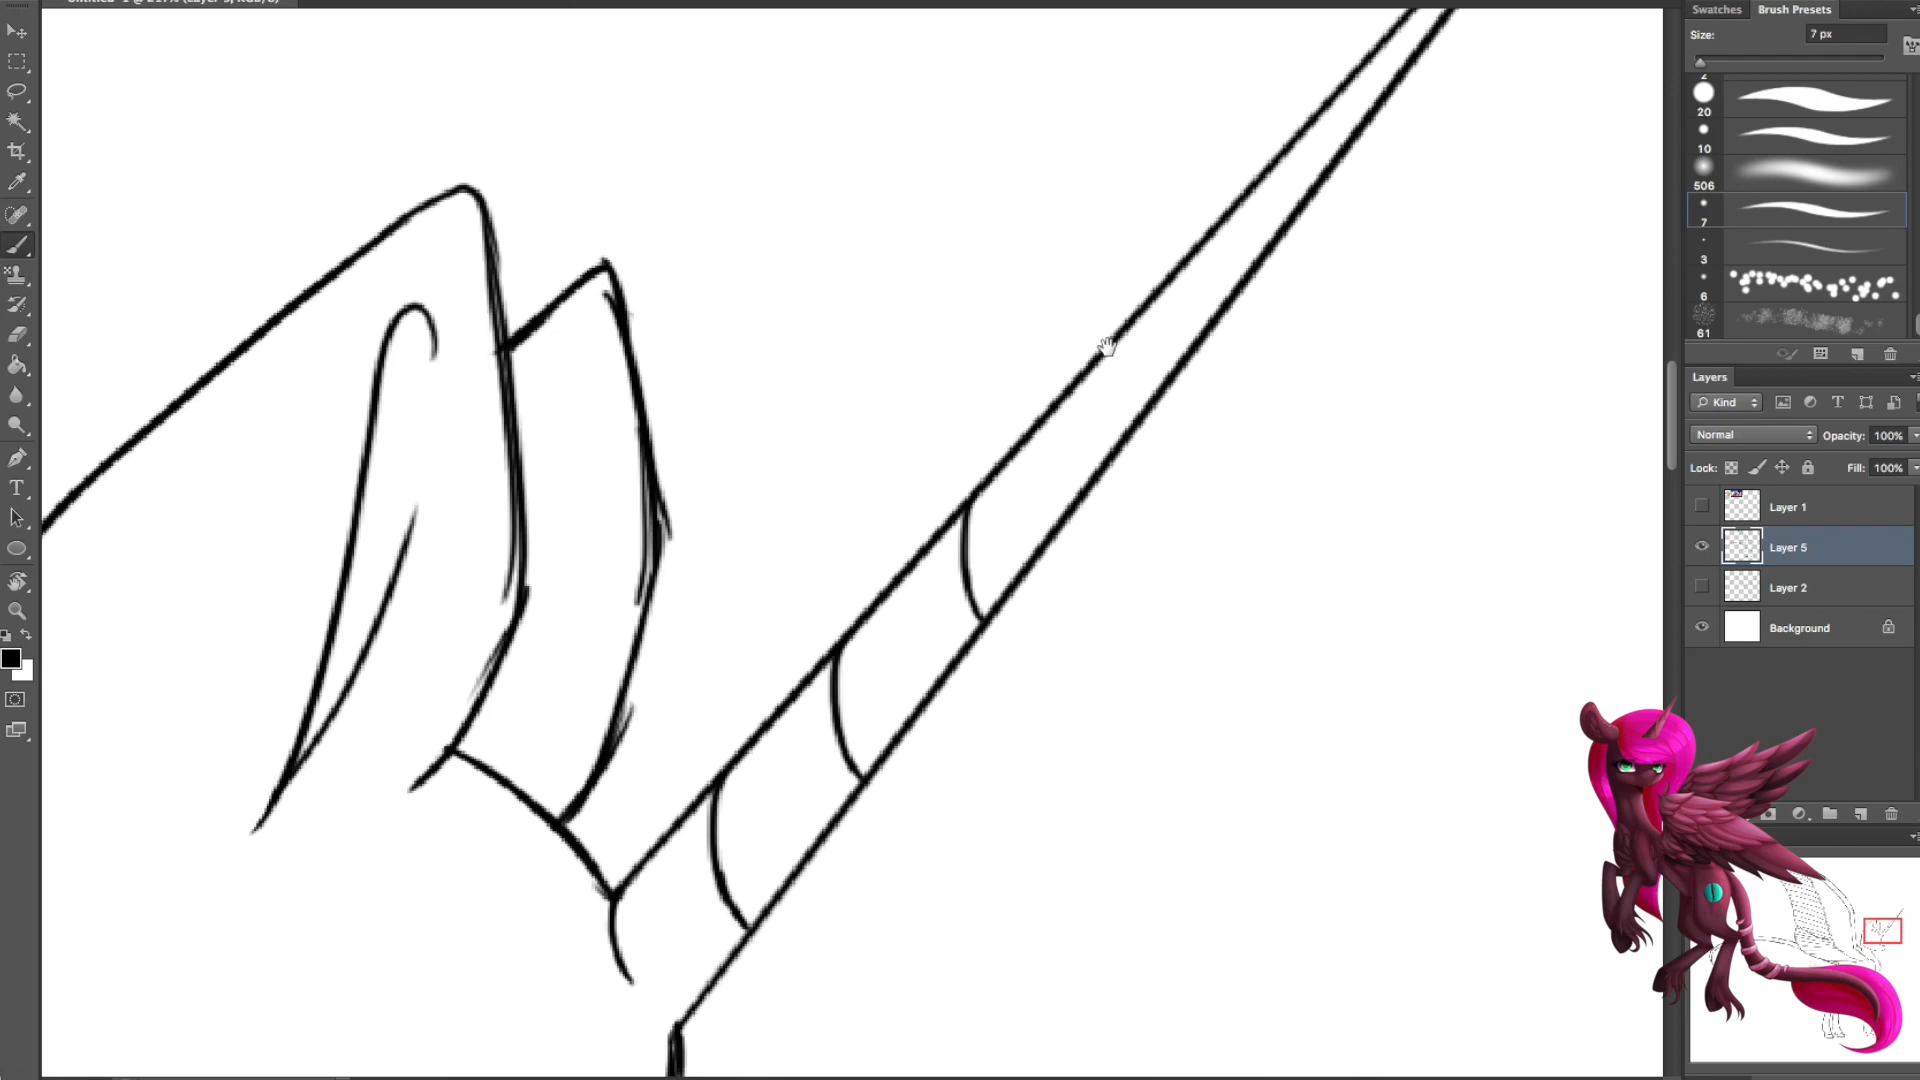 Swatches Brush Presets
Size: 7 px
2
20
10
506
7
3
6
61
Layers
Kind
T
Normal Opacity: 100%
Lock: Fill: 100%
Layer 1
Layer 5
Layer 2
Background
T